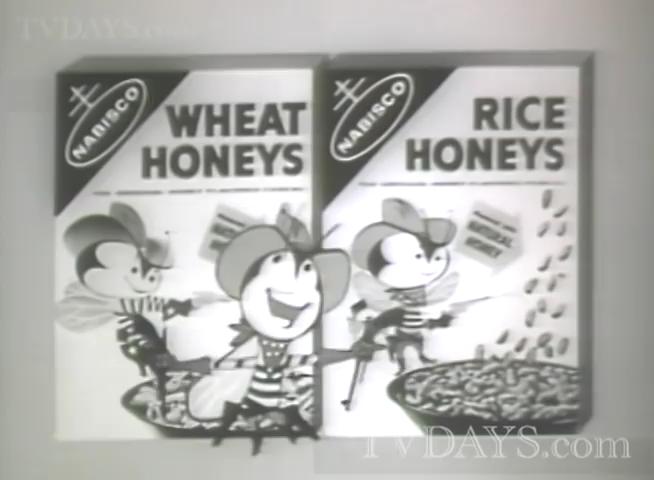 TVDAYS.com
NABISCO
WHEAT
HONEYS
NABISCO
RICE
HONEYS
NATURAL
HONEY
TVDAYS.com